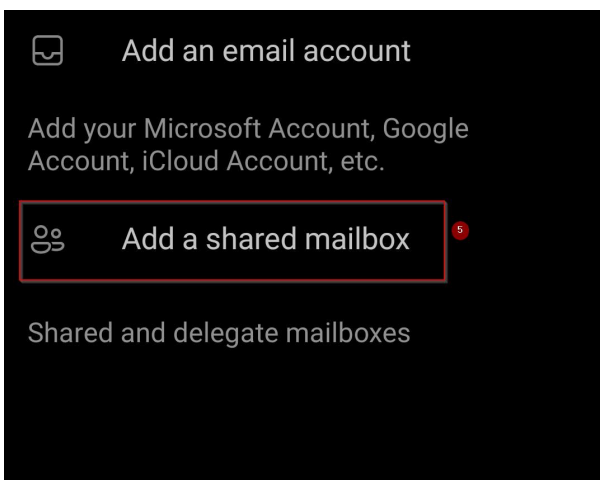 Add an email account
Add your Microsoft Account, Google
Account, iCloud Account, etc.
Add a shared mailbox
5
Shared and delegate mailboxes